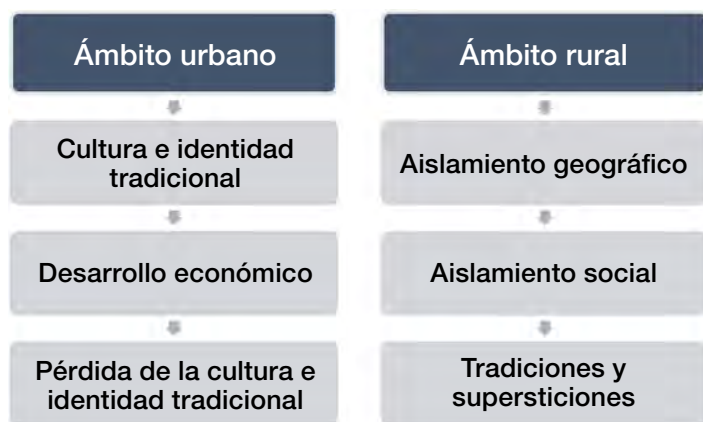 Ámbito urbano
Cultura e identidad
tradicional
Desarrollo económico
Pérdida de la cultura e
identidad tradicional
Ámbito rural
Aislamiento geográfico
Aislamiento social
Tradiciones y
supersticiones